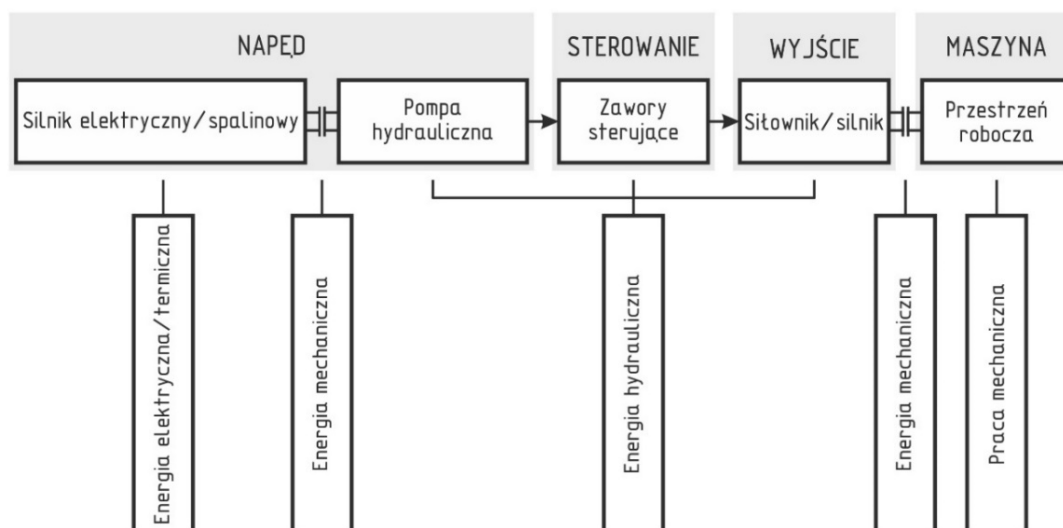 NAPĘD
STEROWANIE
WYJŚCIE
MASZYNA
Silnik elektryczny/spalinowy
Pompa
hydrauliczna
Zawory
sterujące
Siłownik/silnik
Przestrzeń
robocza
Energia elektryczna/termiczna
Energia mechaniczna
Energia hydrauliczna
Energia mechaniczna
Praca mechaniczna